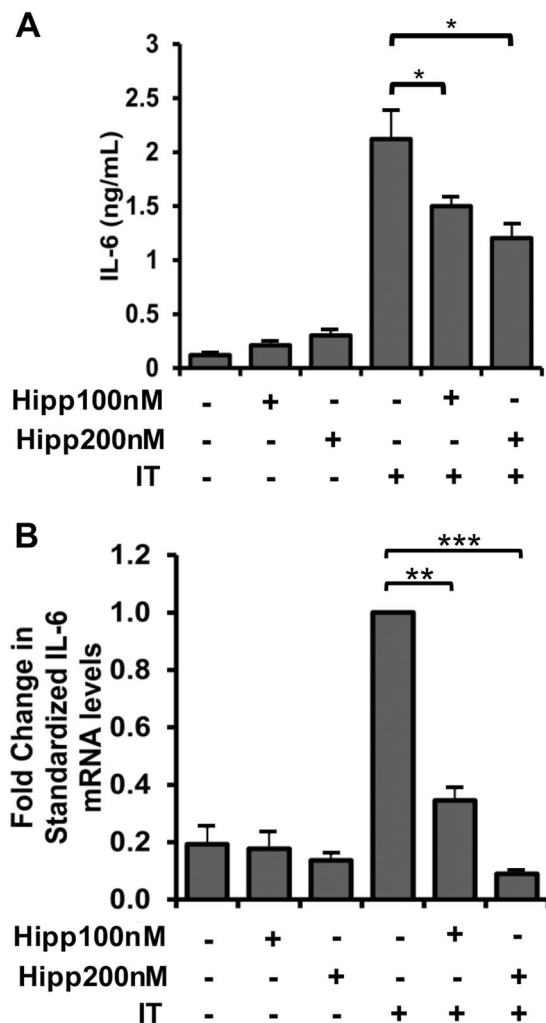 A
* 
*
3
2.5
2
1.5
1
0.5
0
IL-6 (ng/mL)
Hipp100nM - + - - + -
Hipp200nM - - + - - +
IT - - - + + +
B
***
**
1.2
1.0
0.8
0.6
0.4
0.2
0.0
Fold Change in
Standardized IL-6
mRNA levels
Hipp100nM - + - - + -
Hipp200nM - - + - - +
IT - - - + + +